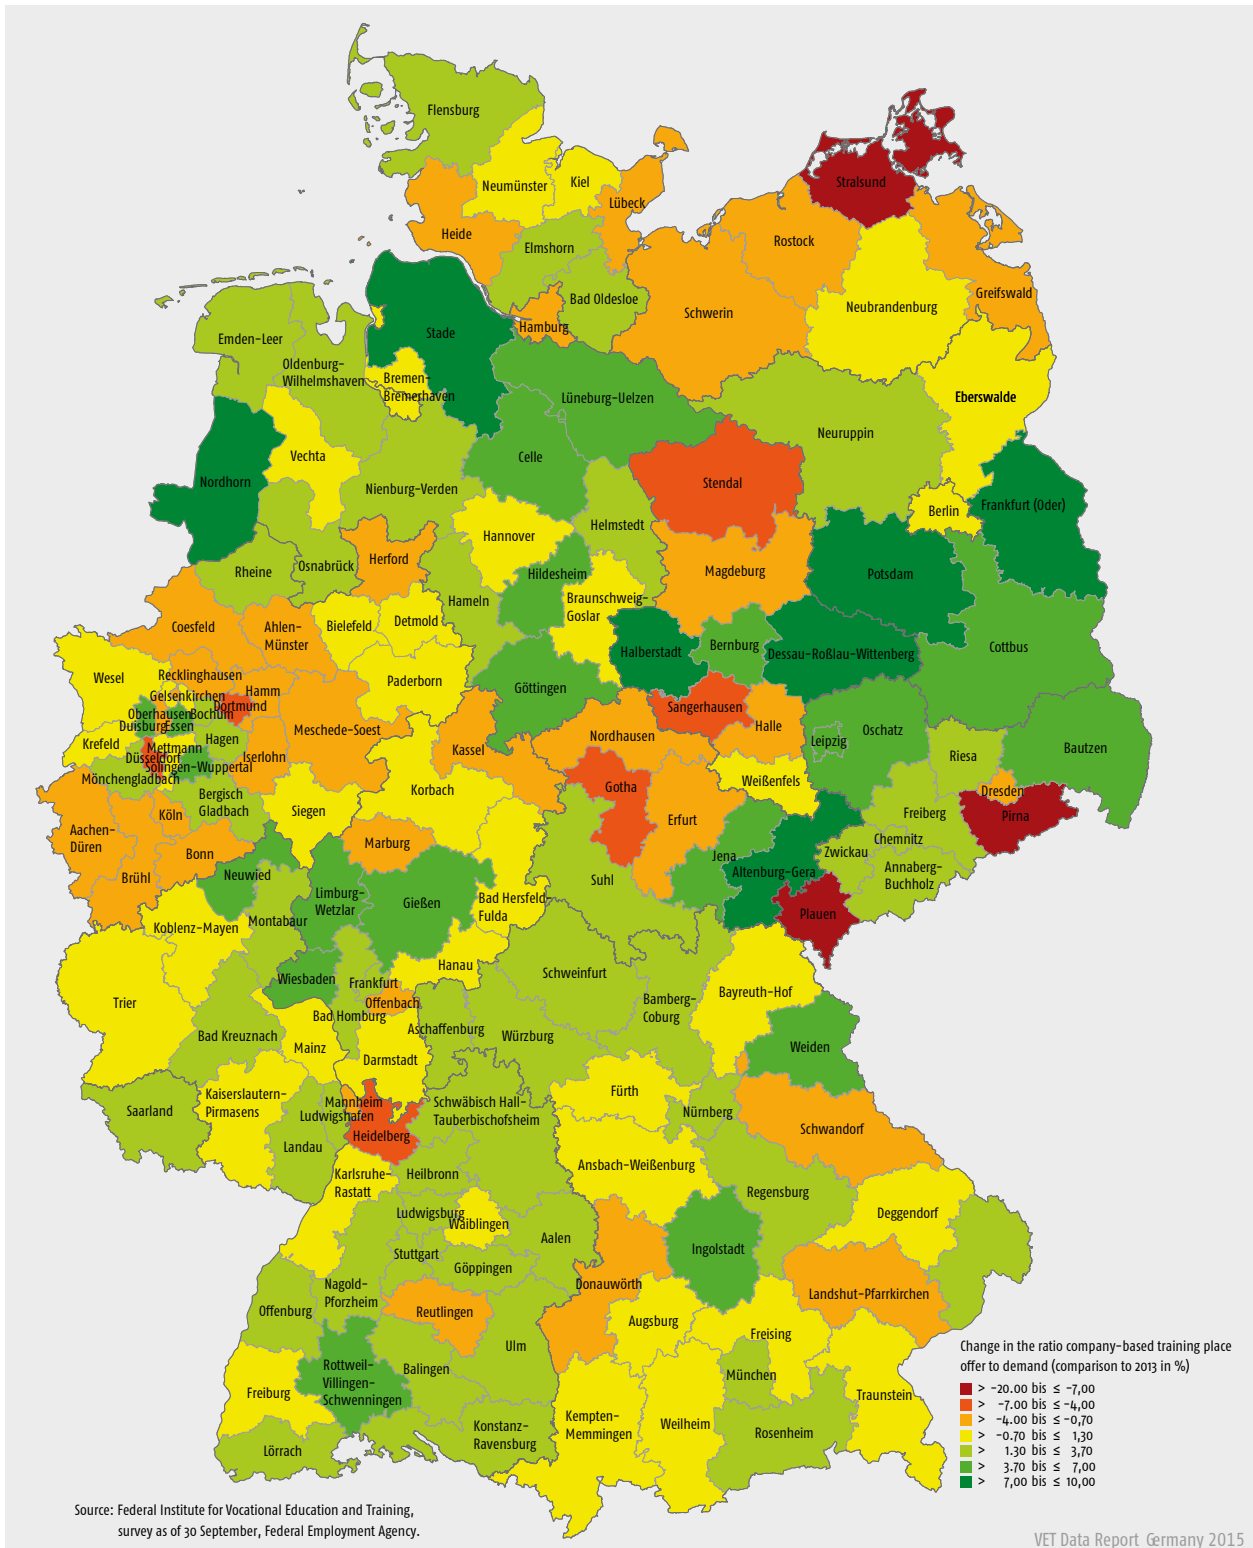 Flensburg
Stralsund
Neumünster
Kiel
Lübeck
Heide
Elmshorn
Rostock
Bad Oldesloe
Greifswald
Neubrandenburg
Schwerin
Hamburg
Stade
Emden-Leer
Oldenburg-
Wilhelmshaven
Bremen-
Bremerhaven
Lüneburg-Uelzen
Eberswalde
Neuruppin
Vechta
Celle
Nordhorn
Stendal
Nienburg-Verden
Frankfurt (Oder)
Berlin
Helmstedt
Hannover
Herford
Osnabrück
Rheine
Hildesheim
Magdeburg
Potsdam
Hameln
Braunschweig-
Goslar
Coesfeld
Ahlen-
Münster
Bielefeld
Detmold
Halberstadt
Bernburg
Dessau-Roßlau-Wittenberg
Cottbus
Wesel
Recklinghausen
Paderborn
Göttingen
Gelsenkirchen
Hamm
Sangerhausen
Dortmund
Oberhausen
Bochum
Duisburg
Essen
Halle
Meschede-Soest
Nordhausen
Oschatz
Leipzig
Krefeld
Mettmann
Hagen
Kassel
Bautzen
Düsseldorf
Iserlohn
Riesa
Solingen-Wuppertal
Mönchengladbach
Weißenfels
Gotha
Korbach
Bergisch
Gladbach
Dresden
Siegen
Köln
Erfurt
Freiberg
Pirna
Aachen-
Düren
Marburg
Chemnitz
Bonn
Jena
Zwickau
Brühl
Neuwied
Altenburg-Gera
Annaberg-
Buchholz
Suhl
Limburg-
Wetzlar
Gießen
Bad Hersfeld
Fulda
Plauen
Koblenz-Mayen
Montabaur
Hanau
Schweinfurt
Wiesbaden
Frankfurt
Bayreuth-Hof
Trier
Offenbach
Bamberg-
Coburg
Bad Homburg
Aschaffenburg
Bad Kreuznach
Würzburg
Mainz
Weiden
Darmstadt
Fürth
Kaiserslautern-
Pirmasens
Saarland
Mannheim
Ludwigshafen
Schwäbisch Hall-
Tauberbischofsheim
Nürnberg
Heidelberg
Schwandorf
Landau
Ansbach-Weißenburg
Karlsruhe-
Rastatt
Heilbronn
Regensburg
Ludwigsburg
Waiblingen
Deggendorf
Aalen
Ingolstadt
Stuttgart
Göppingen
Nagold-
Pforzheim
Donauwörth
Landshut-Pfarrkirchen
Offenburg
Reutlingen
Augsburg
Freising
Ulm
Rottweil-
Villingen-
Schwenningen
Balingen
München
Freiburg
Traunstein
Kempten-
Memmingen
Weilheim
Konstanz-
Ravensburg
Rosenheim
Lörrach
Change in the ratio company-based training place
offer to demand (comparison to 2013 in %)
> -20.00 bis ≤ -7,00
> -7.00 bis ≤ -4,00
> -4.00 bis ≤ -0,70
> -0.70 bis ≤ 1,30
> 1.30 bis ≤ 3,70
> 3.70 bis ≤ 7,00
> 7,00 bis ≤ 10,00
Source: Federal Institute for Vocational Education and Training,
survey as of 30 September, Federal Employment Agency.
VET Data Report Germany 2015